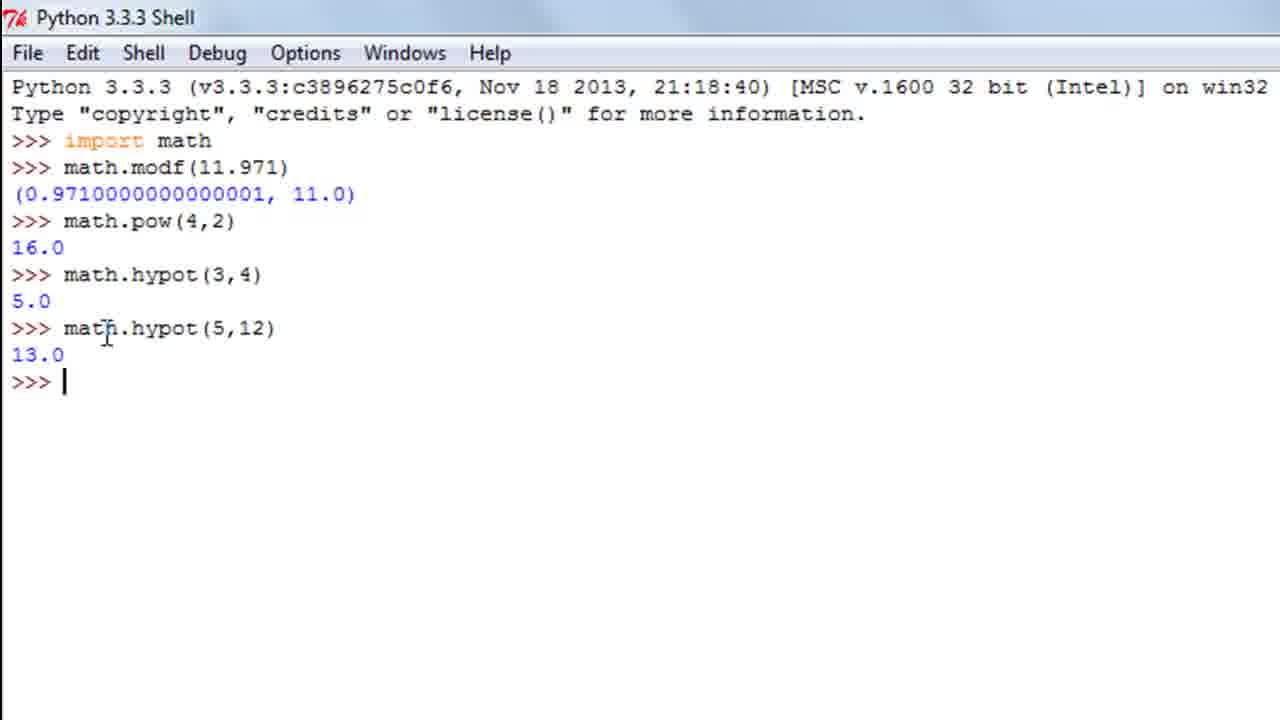 Python 3.3.3 Shell
File Edit Shell Debug Options Windows Help
Python 3.3.3 (v3.3.3:c3896275c0f6, Nov 18 2013, 21:18:40) [MSC v.1600 32 bit (Intel)] on win32
Type "copyright", "credits" or "license()" for more information.
>>> import math
>>> math.modf(11.971)
(0.9710000000000001, 11.0)
>>> math.pow(4,2)
16.0
>>> math.hypot(3,4)
5.0
>>> math.hypot(5,12)
13.0
>>>